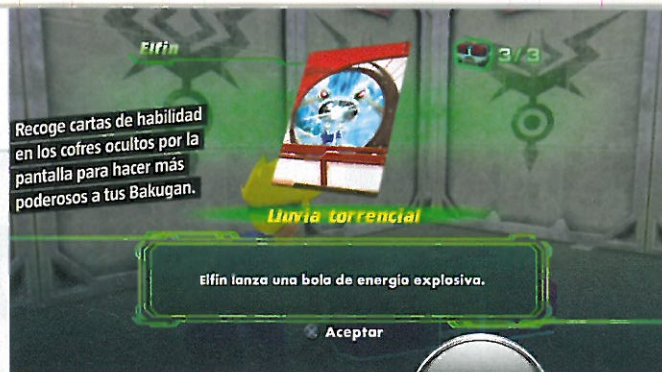 Elfin
3/3
Recoge cartas de habilidad
en los cofres ocultos por la
pantalla para hacer más
poderosos a tus Bakugan.
Lluvia torrencial
Elfin lanza una bola de energía explosiva.
Aceptar